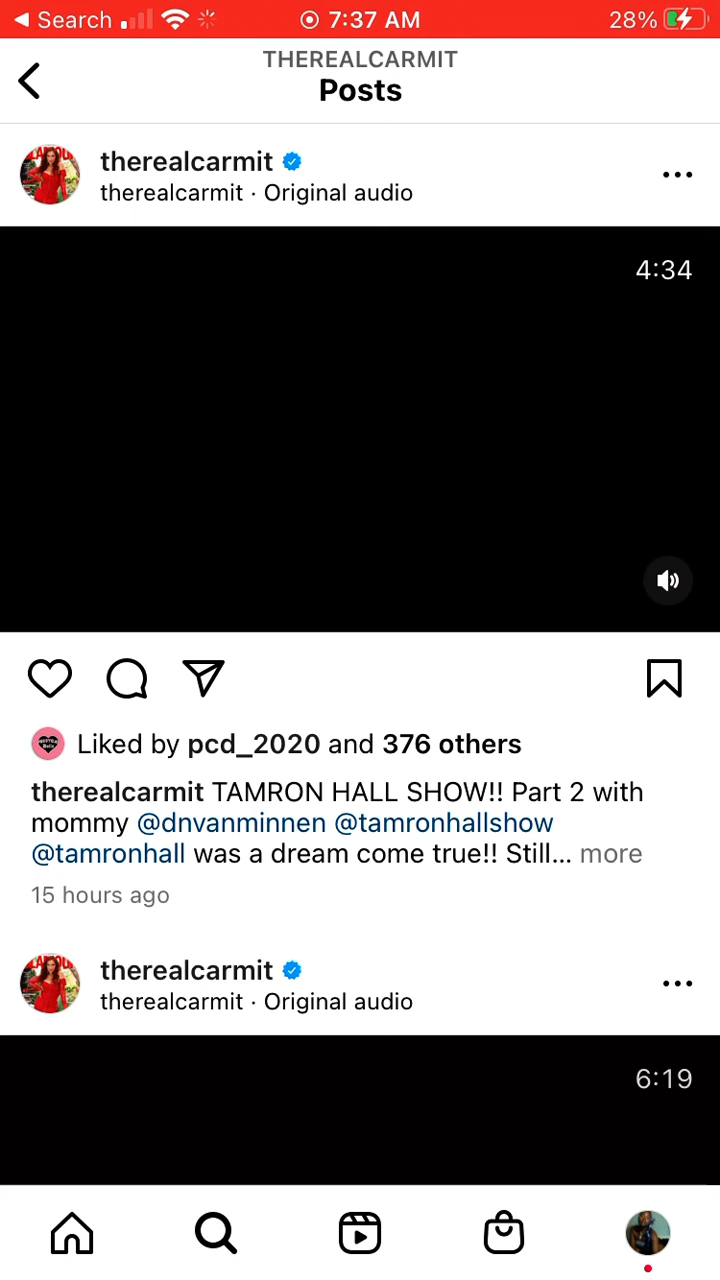 Search 7:37 AM 28%
THEREALCARMIT
Posts
therealcarmit
therealcarmit · Original audio
4:34
Liked by pcd_2020 and 376 others
therealcarmit TAMRON HALL SHOW!! Part 2 with
mommy @dnvanminnen @tamronhallshow
@tamronhall was a dream come true!! Still... more
15 hours ago
therealcarmit
therealcarmit · Original audio
6:19